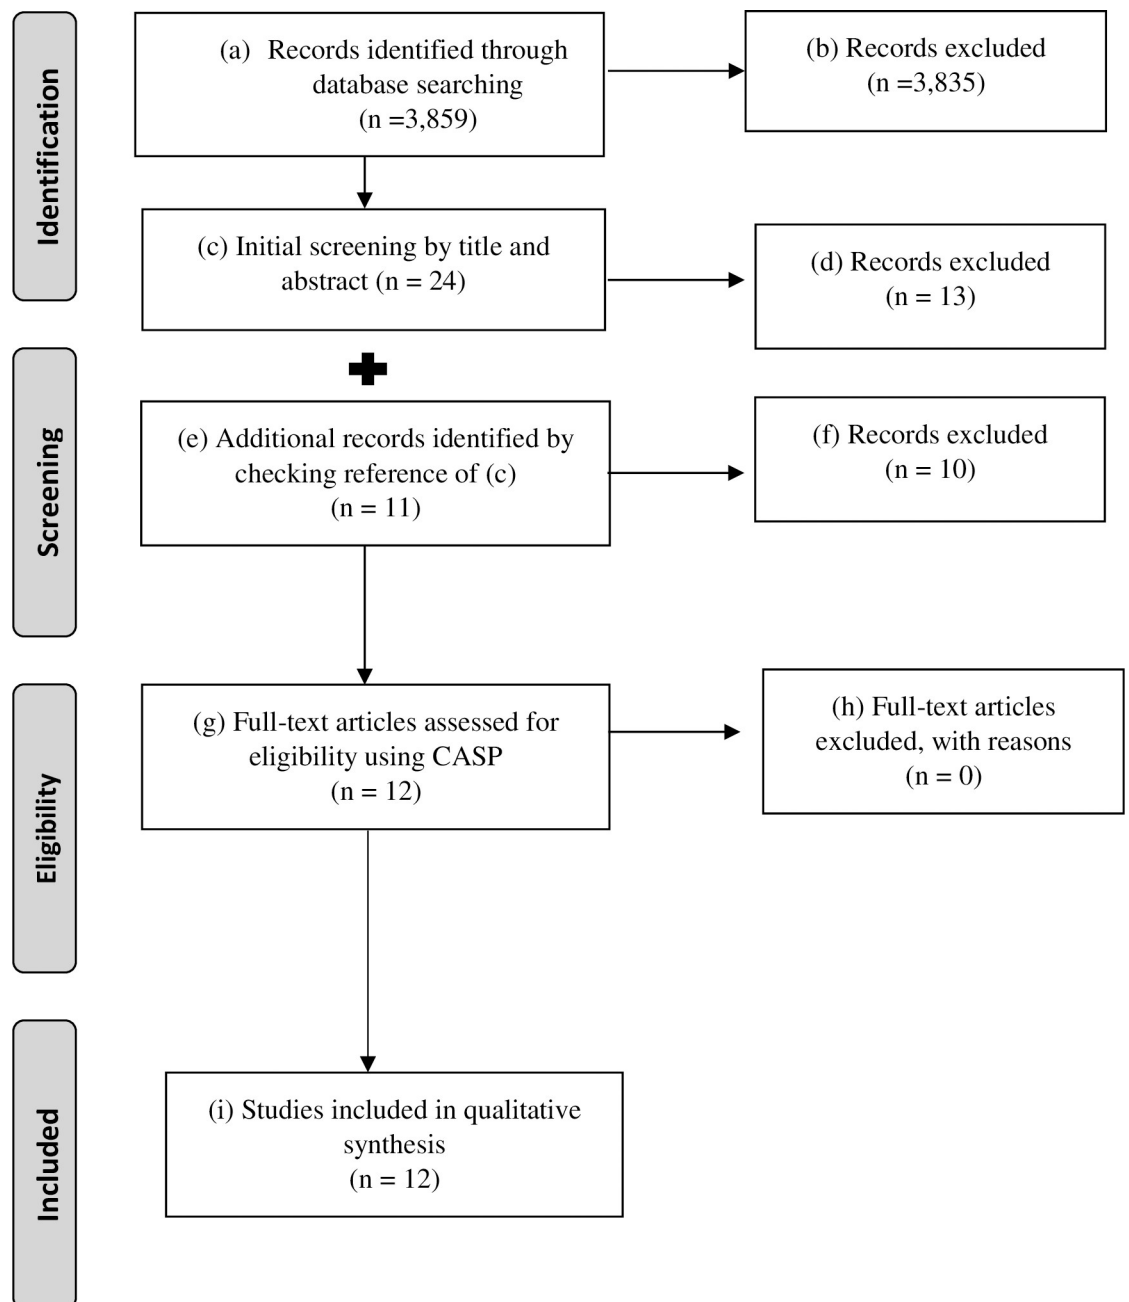 Identification
(a) Records identified through
database searching
(n =3,859)
(b) Records excluded
(n =3,835)
(c) Initial screening by title and
abstract (n = 24)
(d) Records excluded
(n = 13)
Screening
(e) Additional records identified by
checking reference of (c)
(n = 11)
(f) Records excluded
(n = 10)
Eligibility
(g) Full-text articles assessed for
eligibility using CASP
(n = 12)
(h) Full-text articles
excluded, with reasons
(n = 0)
Included
(i) Studies included in qualitative
synthesis
(n = 12)